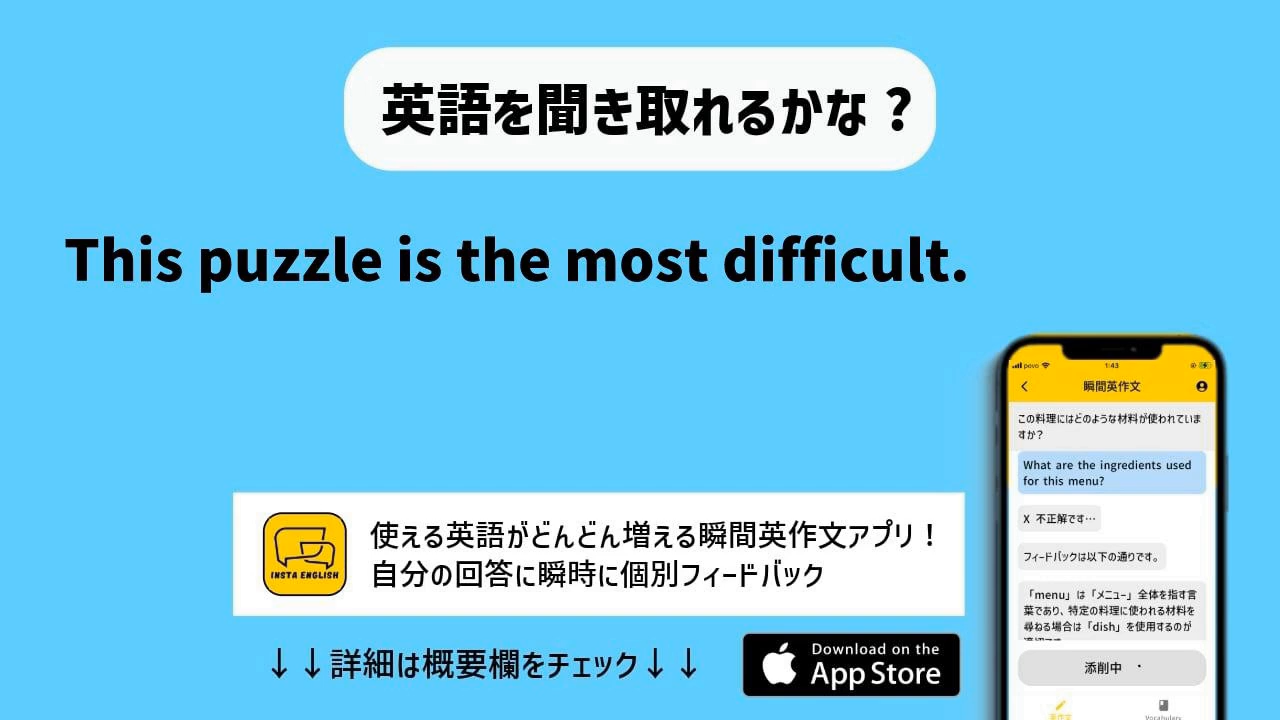 英語を聞き取れるかな？
This puzzle is the most difficult.
povo
1:43
瞬間英作文
この料理にはどのような材料が使われていま
すか？
What are the ingredients used
for this menu?
X 不正解です…
フィードバックは以下の通りです。
「menu」は「メニュー」全体を指す言
葉であり、特定の料理に使われる材料を
尋ねる場合は「dish」を使用するのが
適切です
添削中
英作文
Vocabulary
INSTA ENGLISH
使える英語がどんどん増える瞬間英作文アプリ！
自分の回答に瞬時に個別フィードバック
↓↓詳細は概要欄をチェック↓↓
Download on the
App Store